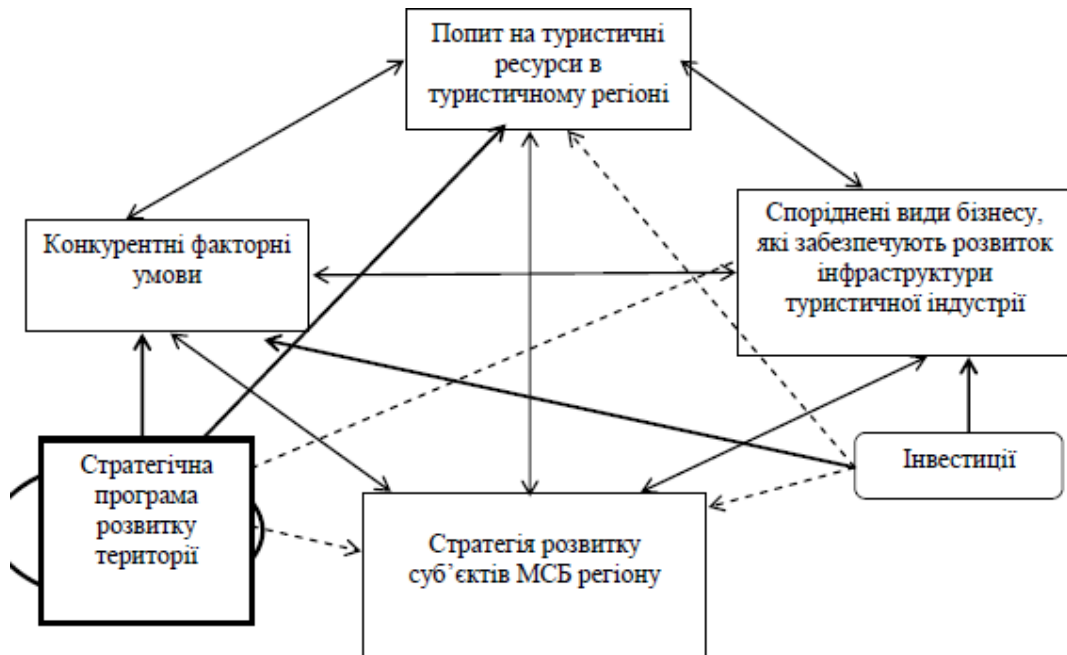 Попит на туристичні
ресурси в
туристичному регіоні
Конкурентні факторні
умови
Споріднені види бізнесу,
які забезпечують розвиток
інфраструктури
туристичної індустрії
Стратегічна
програма
розвитку
території
Інвестиції
Стратегія розвитку
суб’єктів МСБ регіону